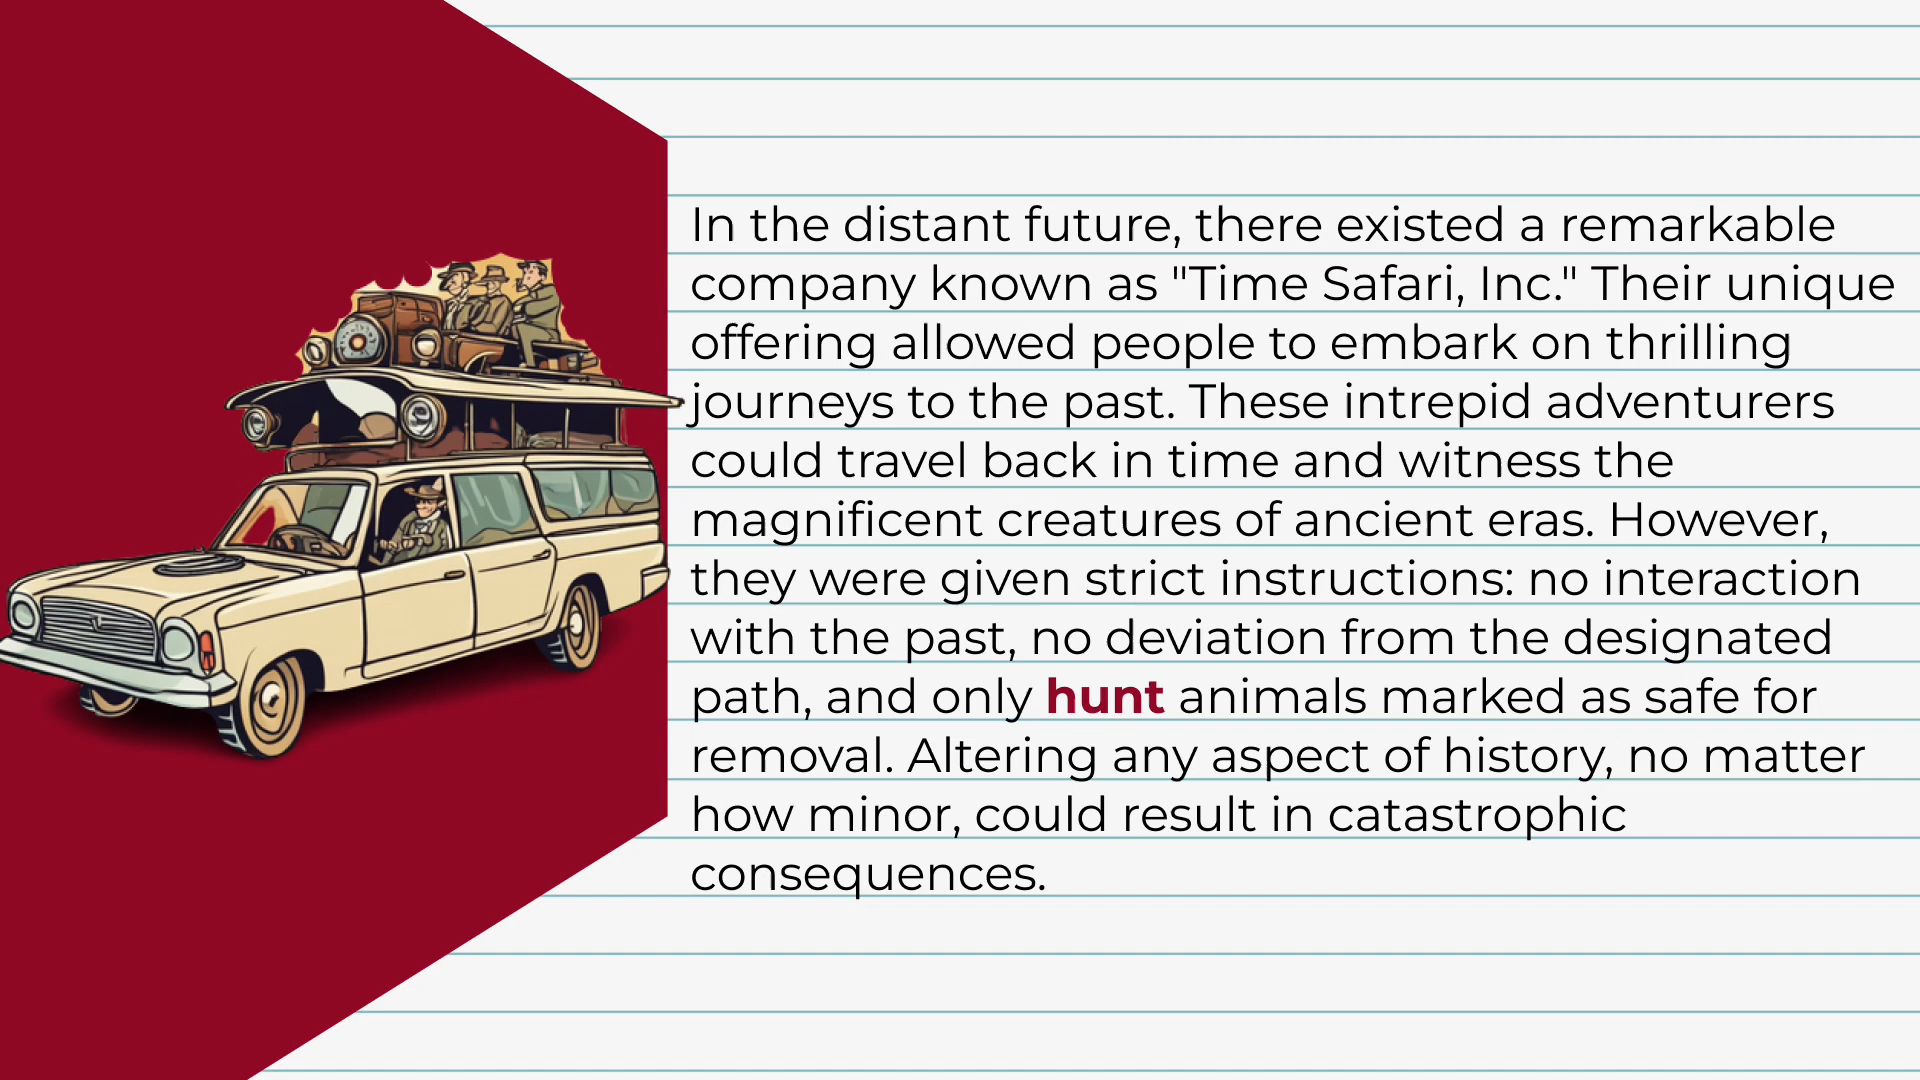 In the distant future, there existed a remarkable
company known as "Time Safari, Inc." Their unique
offering allowed people to embark on thrilling
journeys to the past. These intrepid adventurers
could travel back in time and witness the
magnificent creatures of ancient eras. However,
they were given strict instructions: no interaction
with the past, no deviation from the designated
path, and only hunt animals marked as safe for
removal. Altering any aspect of history, no matter
how minor, could result in catastrophic
consequences.